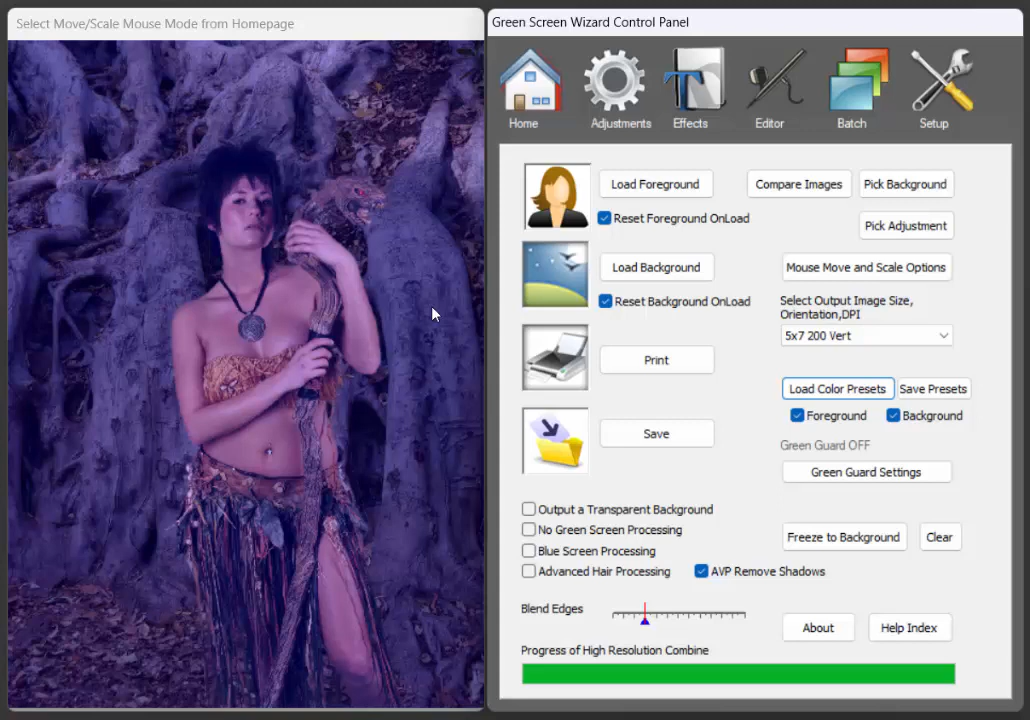 Select Move/Scale Mouse Mode from Homepage
Green Screen Wizard Control Panel
Home
Adjustments
Effects
Editor
Batch
Setup
Load Foreground
Compare Images
Pick Background
Reset Foreground OnLoad
Pick Adjustment
Load Background
Mouse Move and Scale Options
Reset Background OnLoad
Select Output Image Size,
Orientation,DPI
5x7 200 Vert
Print
Load Color Presets
Save Presets
Foreground
Background
Save
Green Guard OFF
Green Guard Settings
Output a Transparent Background
No Green Screen Processing
Freeze to Background
Clear
Blue Screen Processing
Advanced Hair Processing
AVP Remove Shadows
Blend Edges
About
Help Index
Progress of High Resolution Combine